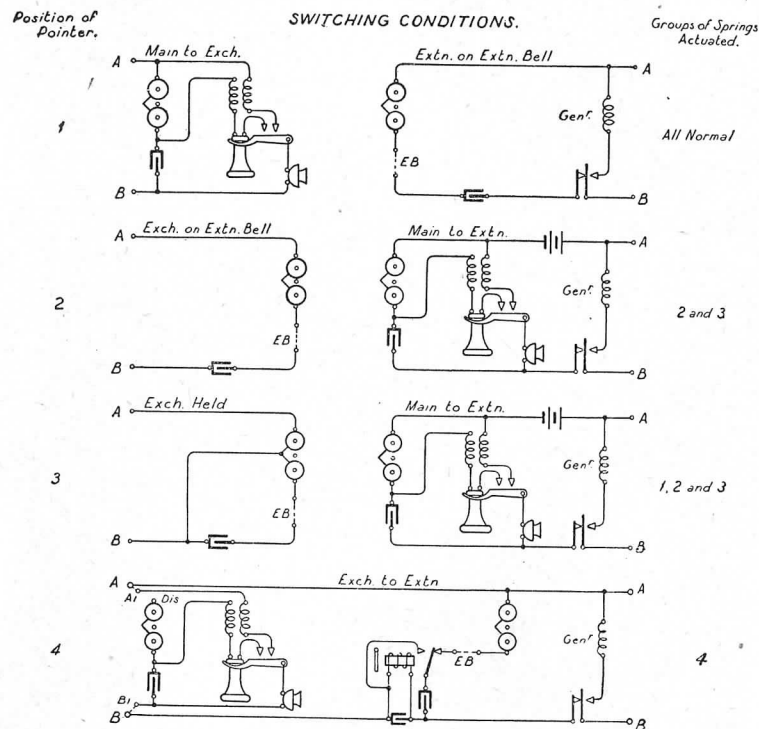 Position of
Pointer.
SWITCHING CONDITIONS.
Groups of Springs
Actuated.
Main to Exch.
Extn. on Extn. Bell
A
A
1
Genr.
EB
All Normal
B
B
Exch. on Extn. Bell
Main to Extn.
A
A
2
Genr.
EB
2 and 3
B
B
Exch. Held
Main to Extn.
A
A
3
Genr.
EB
1, 2 and 3
B
B
Exch. to Extn
A
A
A1
Dis
4
Genr.
EB
4
B1
B
B